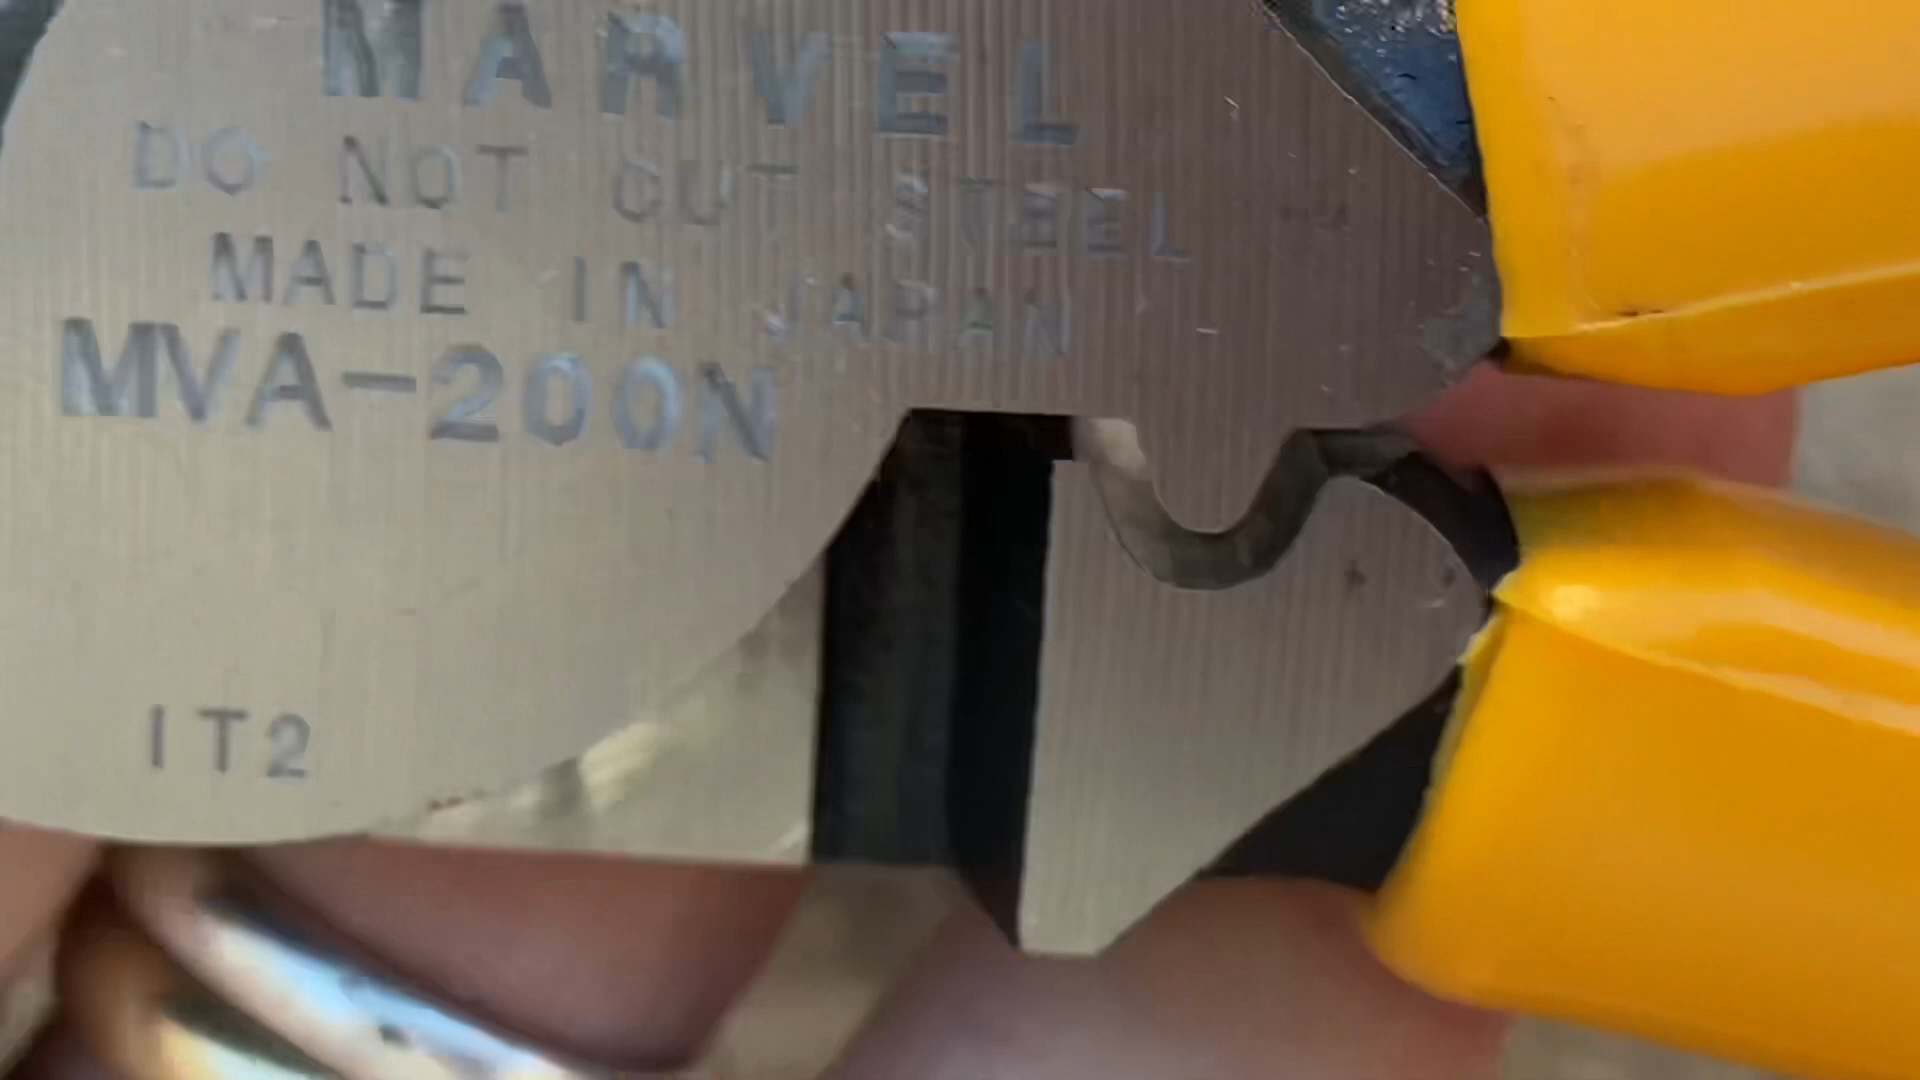 MARVEL
DO NOT CUT STEEL
MADE IN JAPAN
MVA-200N
IT2